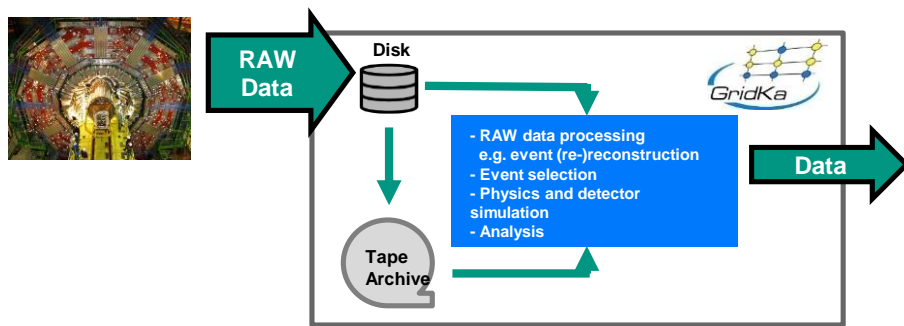 RAW
Data
Disk
GridKa
- RAW data processing
e.g. event (re-)reconstruction
- Event selection
- Physics and detector
simulation
- Analysis
Data
Tape
Archive